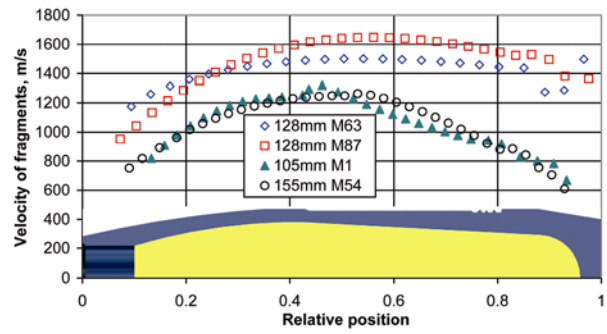 Velocity of fragments, m/s
1800
1600
1400
1200
1000
800
600
400
200
0
128mm M63
128mm M87
105mm M1
155mm M54
0 0.2 0.4 0.6 0.8 1
Relative position